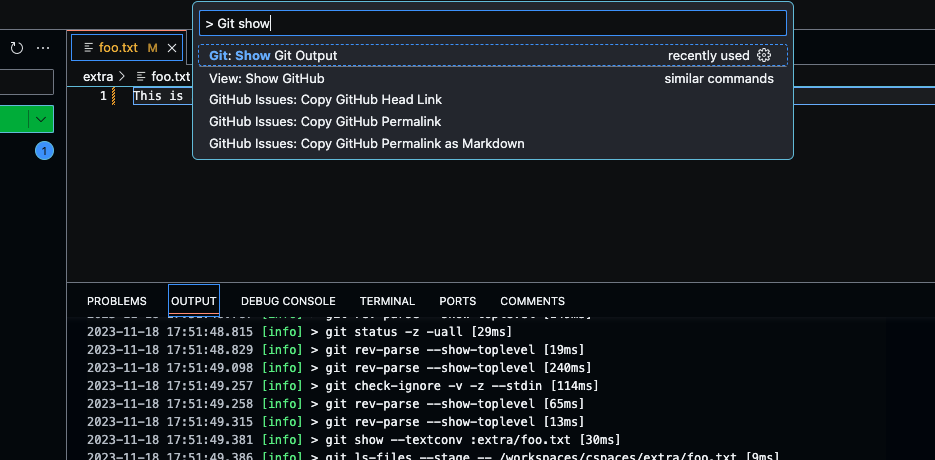 > Git show
Git: Show Git Output recently used
View: Show GitHub similar commands
GitHub Issues: Copy GitHub Head Link
GitHub Issues: Copy GitHub Permalink
GitHub Issues: Copy GitHub Permalink as Markdown
foo.txt M
extra > foo.txt
1 This is
1
PROBLEMS OUTPUT DEBUG CONSOLE TERMINAL PORTS COMMENTS
2023-11-18 17:51:48.815 [info] > git status -z -uall [29ms]
2023-11-18 17:51:48.829 [info] > git rev-parse --show-toplevel [19ms]
2023-11-18 17:51:49.098 [info] > git rev-parse --show-toplevel [240ms]
2023-11-18 17:51:49.257 [info] > git check-ignore -v -z --stdin [114ms]
2023-11-18 17:51:49.258 [info] > git rev-parse --show-toplevel [65ms]
2023-11-18 17:51:49.315 [info] > git rev-parse --show-toplevel [13ms]
2023-11-18 17:51:49.381 [info] > git show --textconv :extra/foo.txt [30ms]
2023-11-18 17:51:49.386 [info] > git ls-files --stage -- /workspaces/cspaces/extra/foo.txt [9ms]